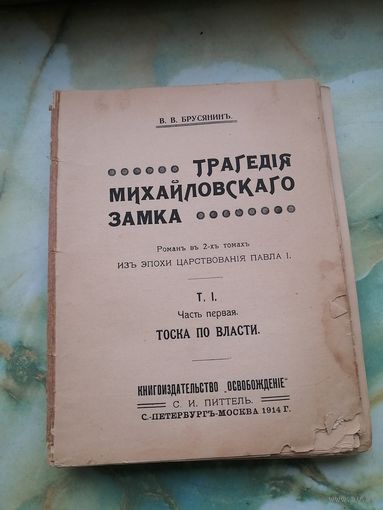 В. В. БРУСЯНИНЪ.
ТРАГЕДІЯ
МИХАЙЛОВСКАГО
ЗАМКА
Романъ въ 2-хъ томахъ
ИЗЪ ЭПОХИ ЦАРСТВОВАНІЯ ПАВЛА I.
Т. I.
Часть первая.
ТОСКА ПО ВЛАСТИ.
КНИГОИЗДАТЕЛЬСТВО „ОСВОБОЖДЕНІЕ"
С. И. ПИТТЕЛЬ.
С.-ПЕТЕРБУРГЪ-МОСКВА 1914 Г.